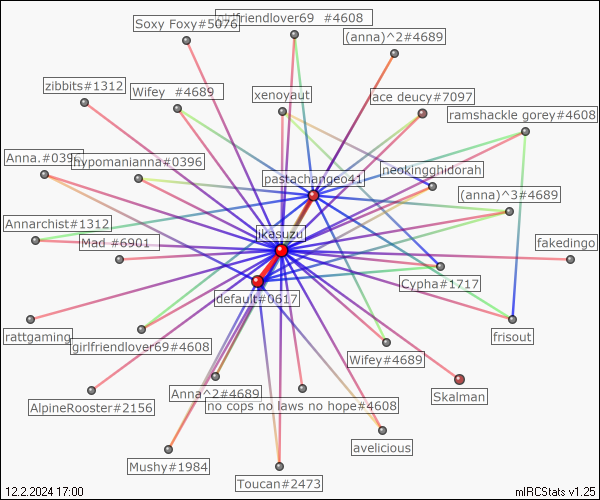 girlfriendlover69 #4608
Soxy Foxy#5076
(anna)^2#4689
zibbits#1312
Wifey #4689
xenoyaut
ace deucy#7097
ramshackle gorey#4608
Anna.#0396
hypomanianna#0396
neokingghidorah
pastachangeo41
(anna)^3#4689
Annarchist#1312
jkasuzu
Mad #6901
fakedingo
Cypha#1717
default#0617
rattgaming
girlfriendlover69#4608
frisout
Wifey#4689
Anna^2#4689
Skalman
AlpineRooster#2156
no cops no laws no hope#4608
avelicious
Mushy#1984
Toucan#2473
12.2.2024 17:00
mIRCStats v1.25